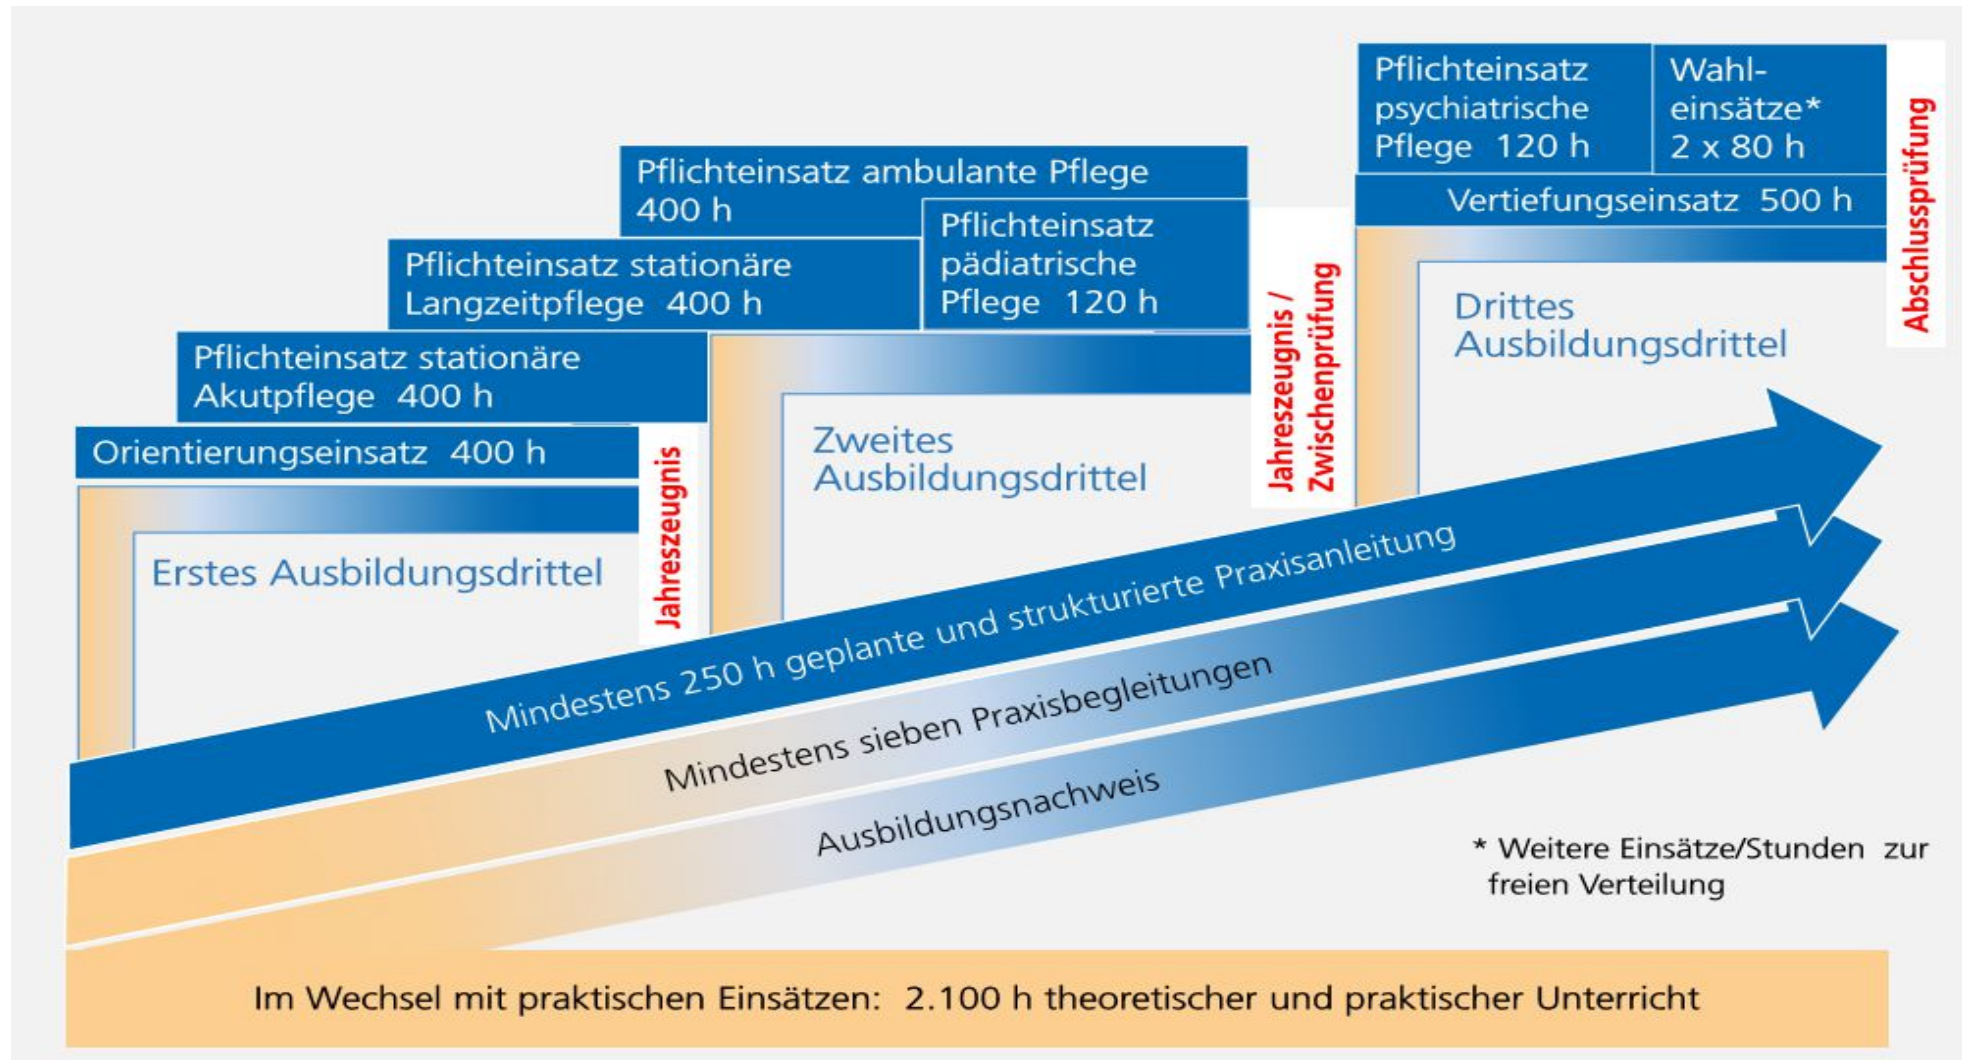 Pflichteinsatz
psychiatrische
Pflege 120 h
Wahl-
einsätze*
2 x 80 h
Vertiefungseinsatz 500 h
Abschlussprüfung
Drittes
Ausbildungsdrittel
Pflichteinsatz ambulante Pflege
400 h
Pflichteinsatz
pädiatrische
Pflege 120 h
Pflichteinsatz stationäre
Langzeitpflege 400 h
Jahreszeugnis /
Zwischenprüfung
Zweites
Ausbildungsdrittel
Pflichteinsatz stationäre
Akutpflege 400 h
Orientierungseinsatz 400 h
Jahreszeugnis
Erstes Ausbildungsdrittel
Mindestens 250 h geplante und strukturierte Praxisanleitung
Mindestens sieben Praxisbegleitungen
Ausbildungsnachweis
* Weitere Einsätze/Stunden zur
freien Verteilung
Im Wechsel mit praktischen Einsätzen: 2.100 h theoretischer und praktischer Unterricht